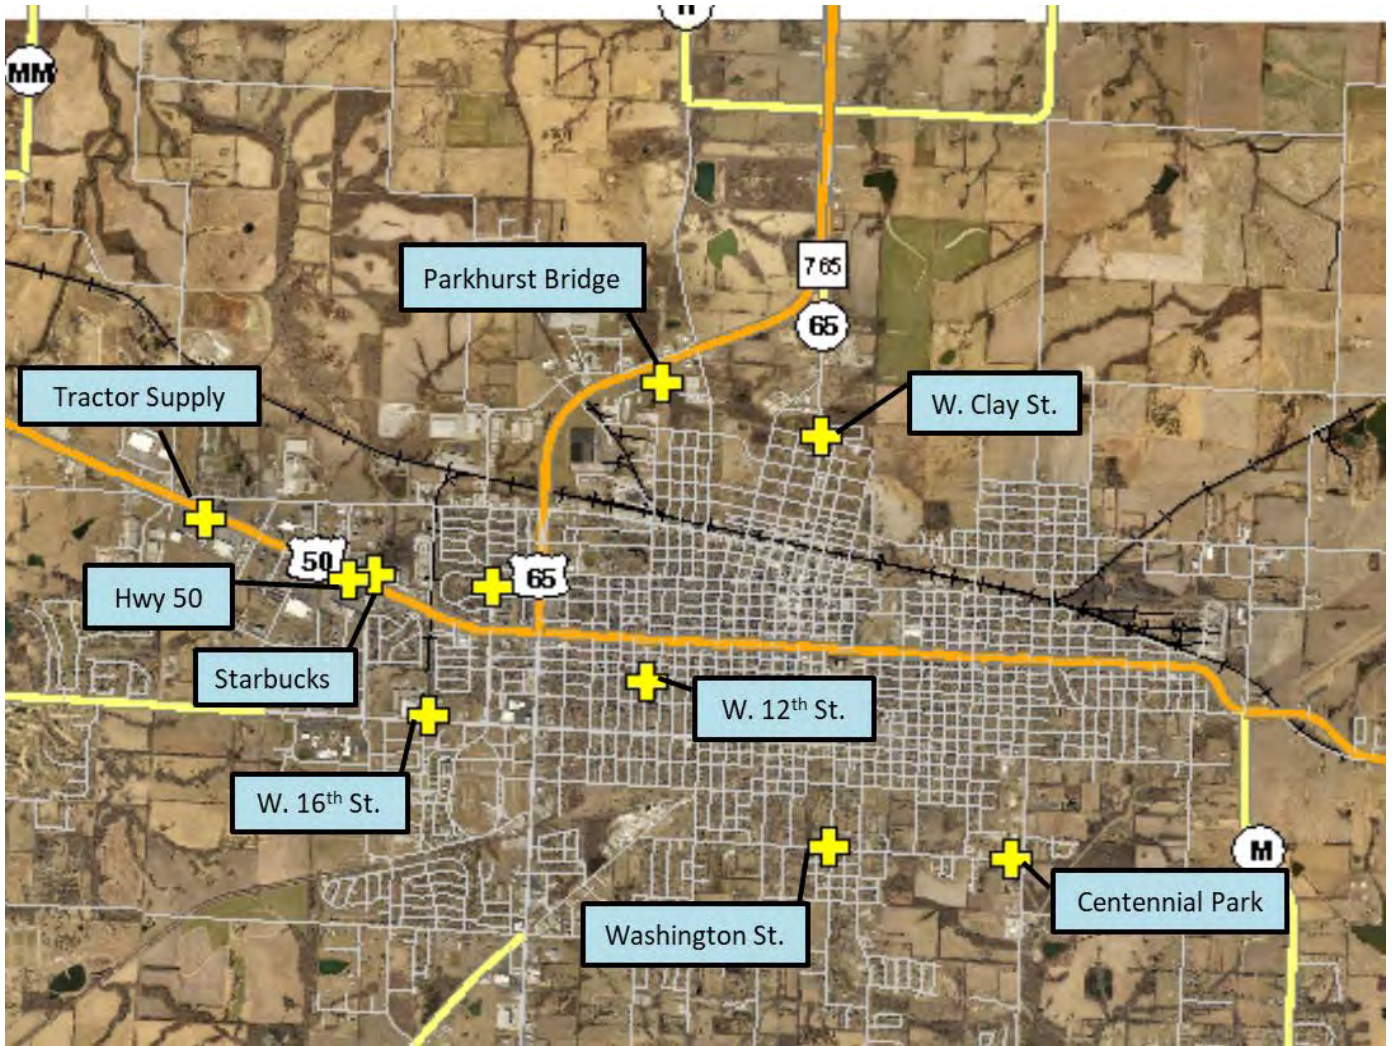 MM
H
765
65
Parkhurst Bridge
Tractor Supply
W. Clay St.
50
65
Hwy 50
Starbucks
W. 12th St.
W. 16th St.
M
Centennial Park
Washington St.